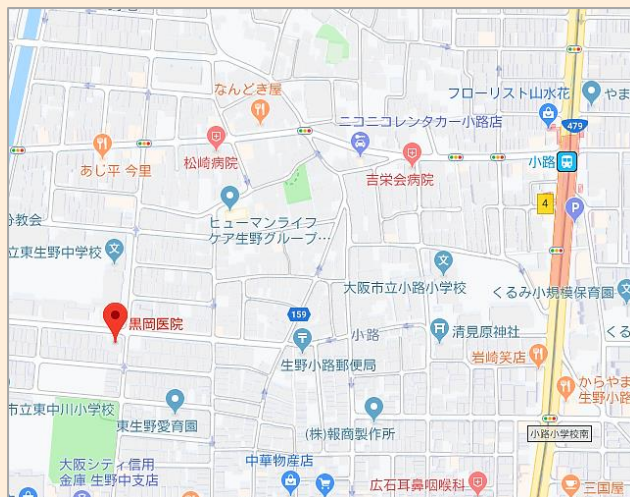 なんどき屋
フローリスト山水花
やま
ニコニコレンタカー小路店
479
あじ平 今里
松崎病院
吉栄会病院
小路
4
P
ヒューマンライフ
ケア生野グループ…
分教会
立東生野中学校
大阪市立小路小学校
くるみ小規模保育園
黒岡医院
159
小路
清見原神社
くる
生野小路郵便局
岩崎笑店
からやま
生野小路
市立東中川小学校
東生野愛育園
(株)報商製作所
小路小学校南
大阪シティ信用
金庫 生野中支店
中華物産店
広石耳鼻咽喉科
三国屋